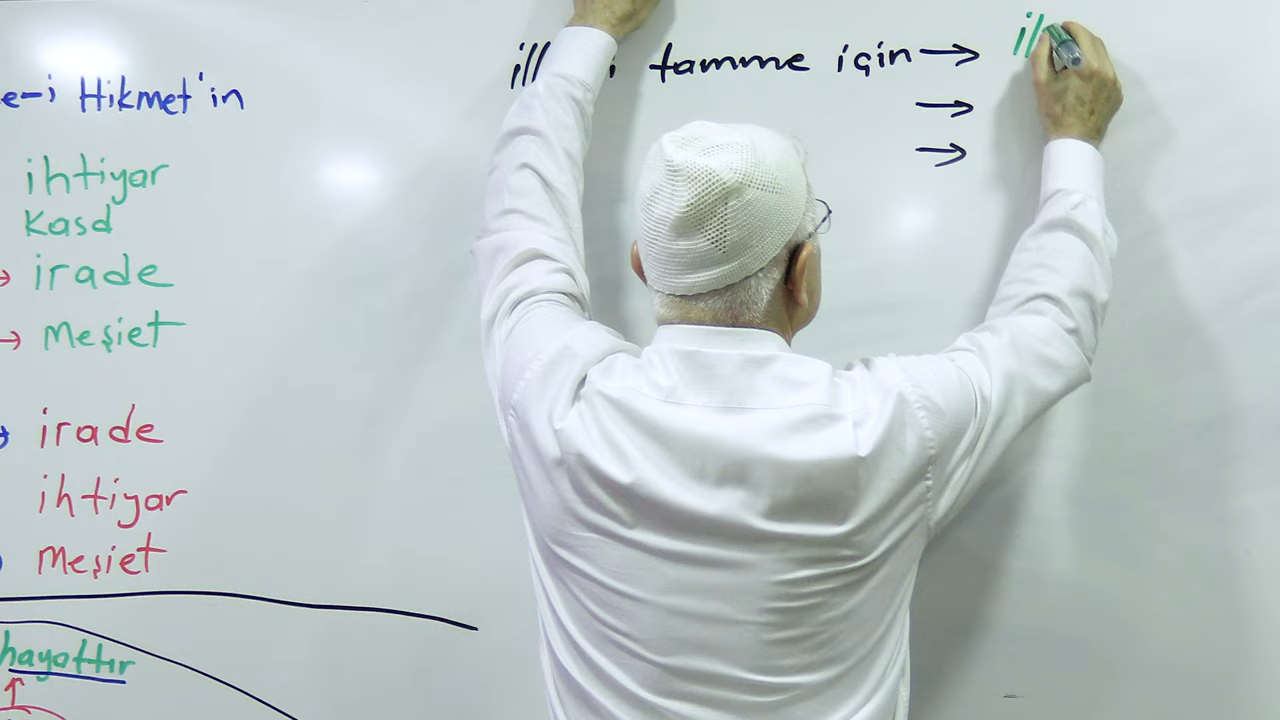 e-i Hikmet'in
ihtiyar
Kasd
→ irade
→ Meşiet
irade
ihtiyar
Meşiet
hayattır
tamme için →
→
→